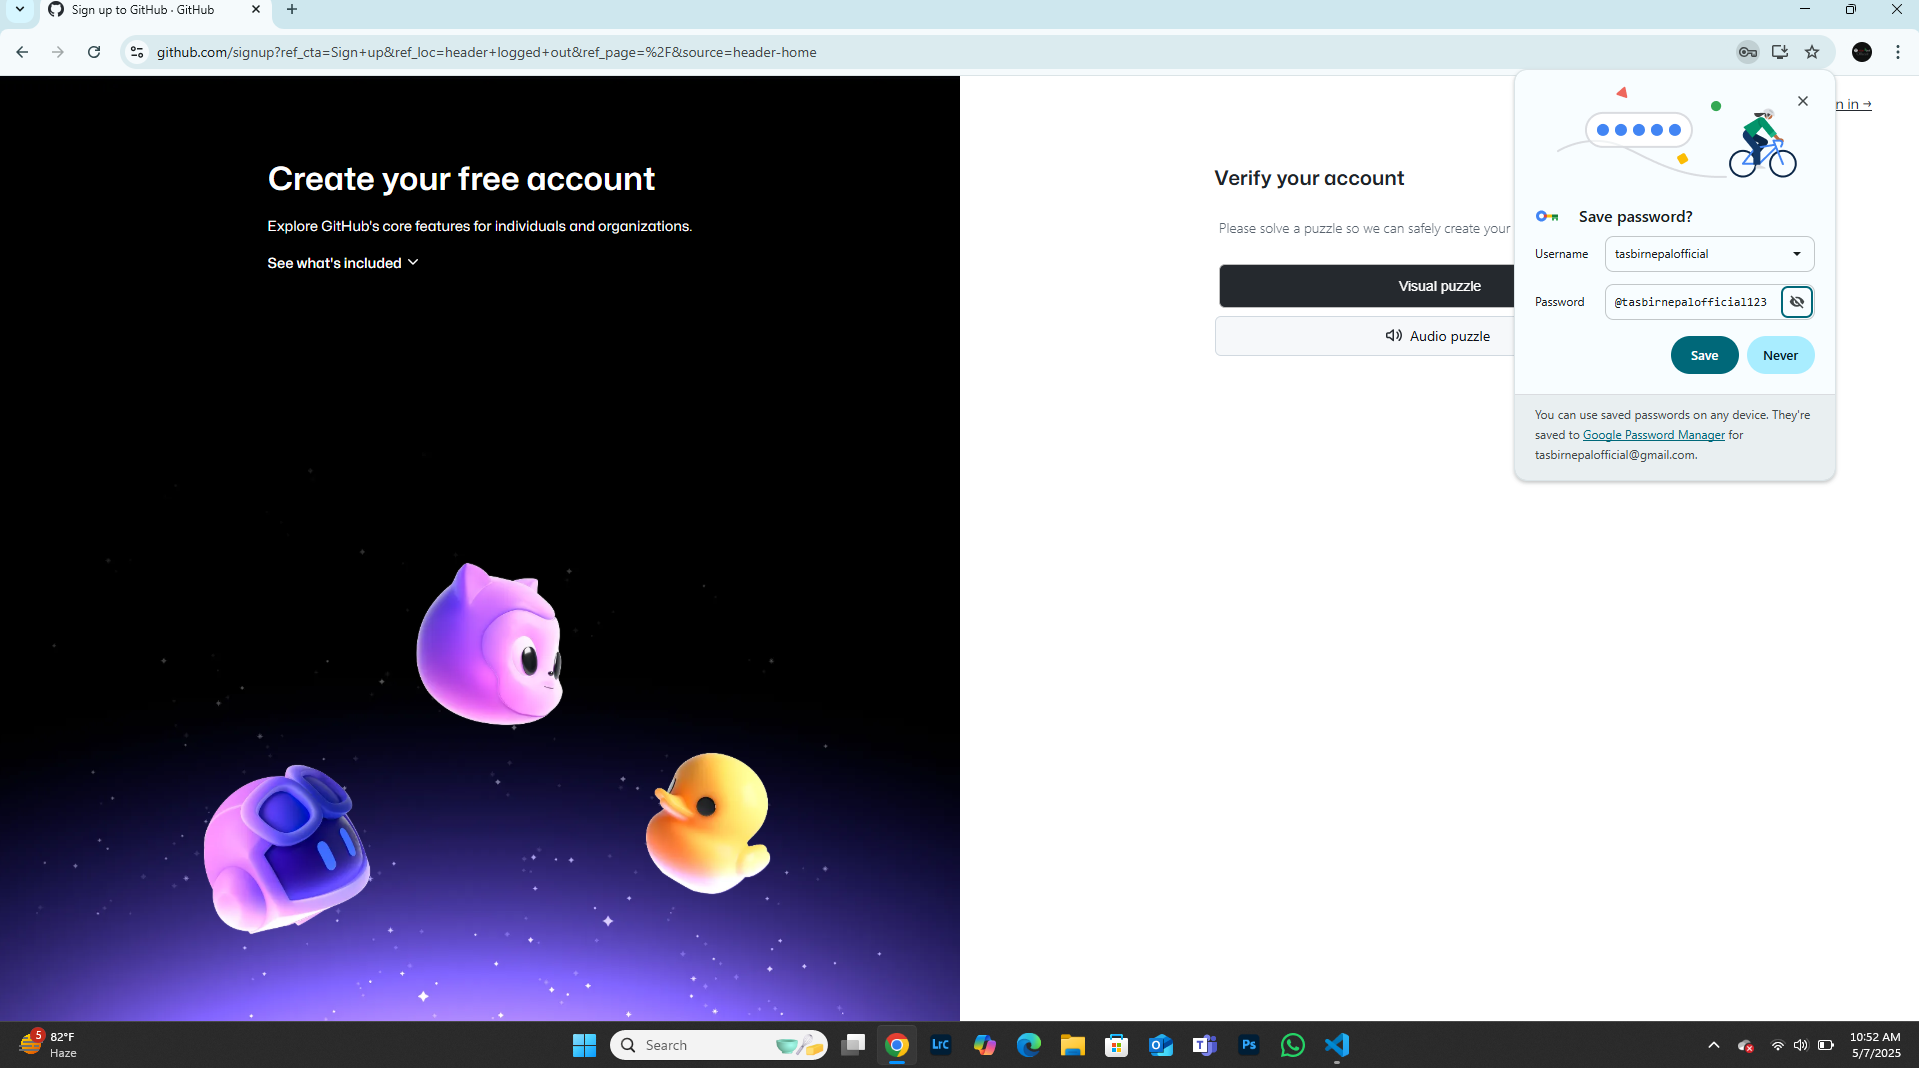 Sign up to GitHub · GitHub
github.com/signup?ref_cta=Sign+up&ref_loc=header+logged+out&ref_page=%2F&source=header-home
n in →
Create your free account
Explore GitHub's core features for individuals and organizations.
See what's included
Verify your account
Please solve a puzzle so we can safely create your
Visual puzzle
Audio puzzle
Save password?
Username
tasbirnepalofficial
Password
@tasbirnepalofficial123
Save
Never
You can use saved passwords on any device. They're
saved to Google Password Manager for
tasbirnepalofficial@gmail.com.
5
82°F
Haze
Search
LrC
O
T
Ps
10:52 AM
5/7/2025